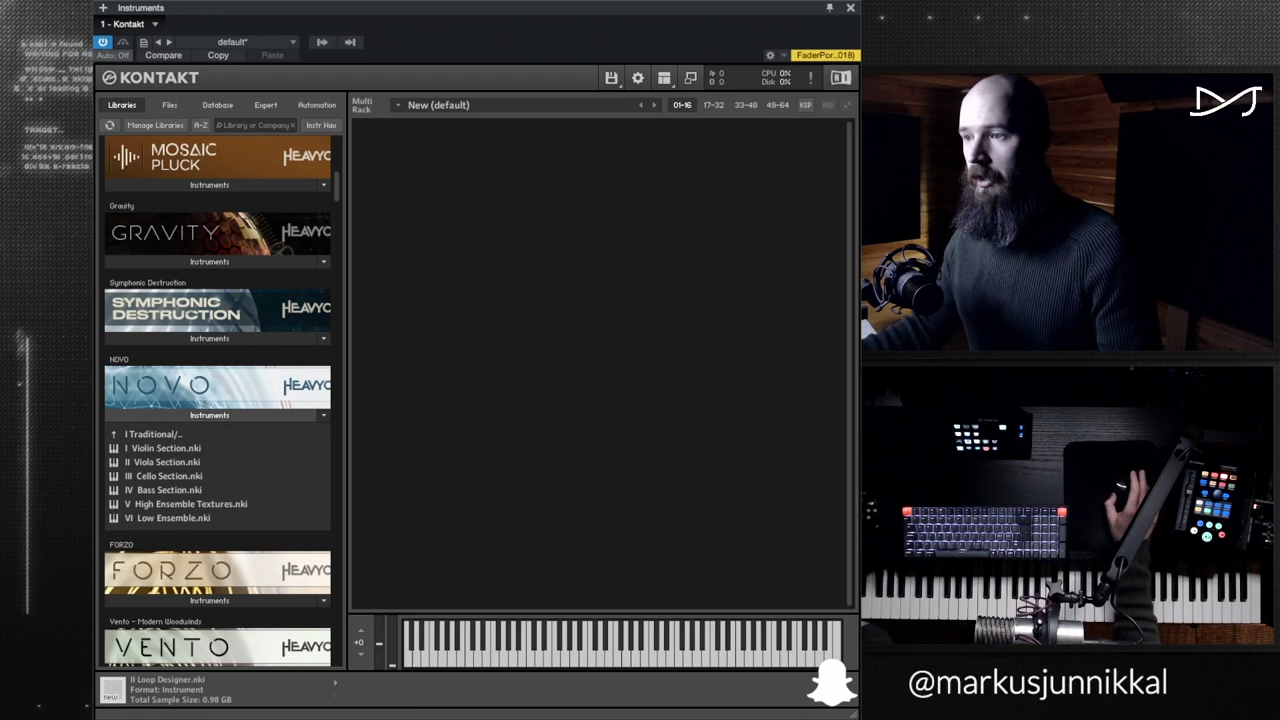 Instruments
1 - Kontakt
default*
Auto: Off
Compare
Copy
Paste
FaderPor...018)
KONTAKT
0
0
CPU 0%
Disk 0%
!
Libraries
Files
Database
Expert
Automation
Multi
Rack
New (default)
01-16
17-32
33-48
49-64
KSP
Manage Libraries
A-Z
Library or Company
Instr Nav
MOSAIC
PLUCK
HEAVYO
Instruments
Gravity
GRAVITY
HEAVYO
Instruments
Symphonic Destruction
SYMPHONIC
DESTRUCTION
HEAVYO
Instruments
NOVO
NOVO
HEAVYO
Instruments
I Traditional/..
I Violin Section.nki
II Viola Section.nki
III Cello Section.nki
IV Bass Section.nki
V High Ensemble Textures.nki
VI Low Ensemble.nki
FORZO
FORZO
HEAVYO
Instruments
Vento - Modern Woodwinds
VENTO
HEAVYO
+0
II Loop Designer.nki
Format: Instrument
Total Sample Size: 0.98 GB
new
@markusjunnikkal